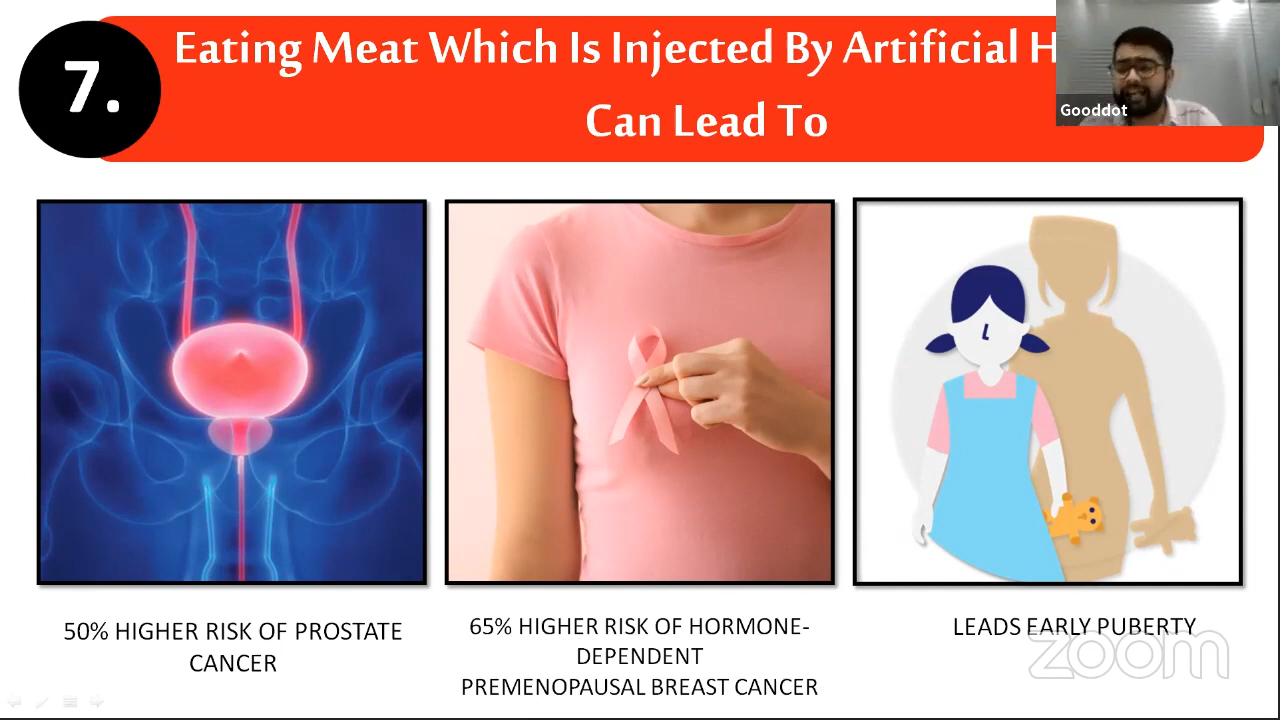 7.
Eating Meat Which Is Injected By Artificial H
Can Lead To
Gooddot
50% HIGHER RISK OF PROSTATE
CANCER
65% HIGHER RISK OF HORMONE-
DEPENDENT
PREMENOPAUSAL BREAST CANCER
LEADS EARLY PUBERTY
zoom